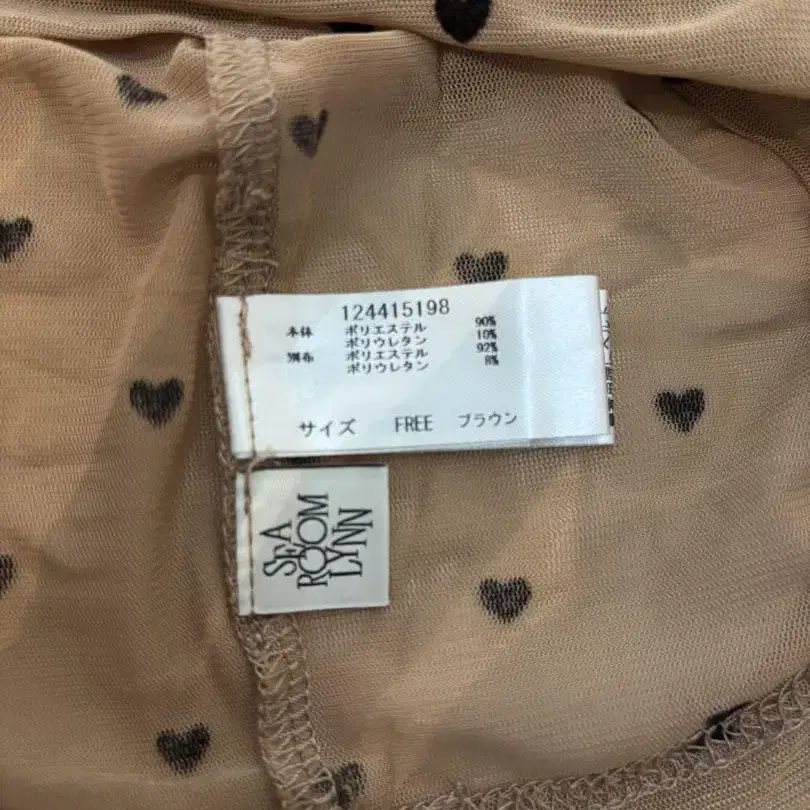 124415198
本体 ポリエステル 90%
ポリウレタン 10%
別布 ポリエステル 92%
ポリウレタン 8%
サイズ FREE ブラウン
SEA
ROOM
LYNN